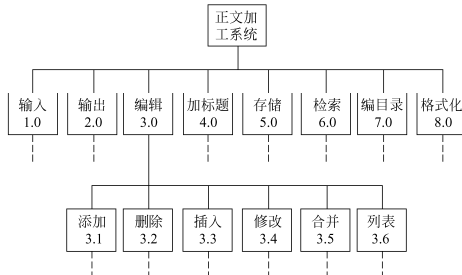 正文加
工系统
输入 输出 编辑 加标题 存储 检索 编目录 格式化
1.0 2.0 3.0 4.0 5.0 6.0 7.0 8.0
添加 删除 插入 修改 合并 列表
3.1 3.2 3.3 3.4 3.5 3.6